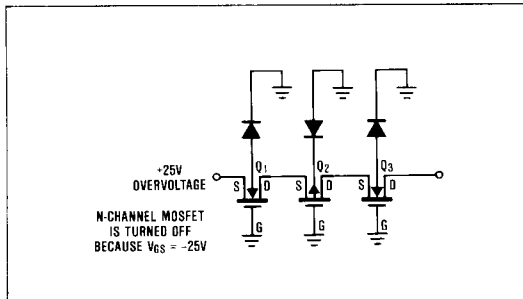 Q1 Q2 Q3
+25V
OVERVOLTAGE
S D S D S D
N-CHANNEL MOSFET
IS TURNED OFF
BECAUSE VGS = -25V
G G G